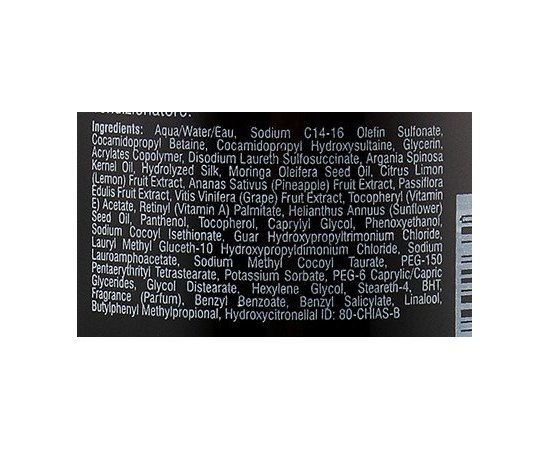 Ingredients: Aqua/Water/Eau, Sodium C14-16 Olefin Sulfonate,
Cocamidopropyl Betaine, Cocamidopropyl Hydroxysultaine, Glycerin,
Acrylates Copolymer, Disodium Laureth Sulfosuccinate, Argania Spinosa
Kernel Oil, Hydrolyzed Silk, Moringa Oleifera Seed Oil, Citrus Limon
(Lemon) Fruit Extract, Ananas Sativus (Pineapple) Fruit Extract, Passiflora
Edulis Fruit Extract, Vitis Vinifera (Grape) Fruit Extract, Tocopheryl (Vitamin
E) Acetate, Retinyl (Vitamin A) Palmitate, Helianthus Annuus (Sunflower)
Seed Oil, Panthenol, Tocopherol, Caprylyl Glycol, Phenoxyethanol,
Sodium Cocoyl Isethionate, Guar Hydroxypropyltrimonium Chloride,
Lauryl Methyl Gluceth-10 Hydroxypropyldimonium Chloride, Sodium
Lauroamphoacetate, Sodium Methyl Cocoyl Taurate, PEG-150
Pentaerythrityl Tetrastearate, Potassium Sorbate, PEG-6 Caprylic/Capric
Glycerides, Glycol Distearate, Hexylene Glycol, Steareth-4, BHT,
Fragrance (Parfum), Benzyl Benzoate, Benzyl Salicylate, Linalool,
Butylphenyl Methylpropional, Hydroxycitronellal ID: 80-CHIAS-B